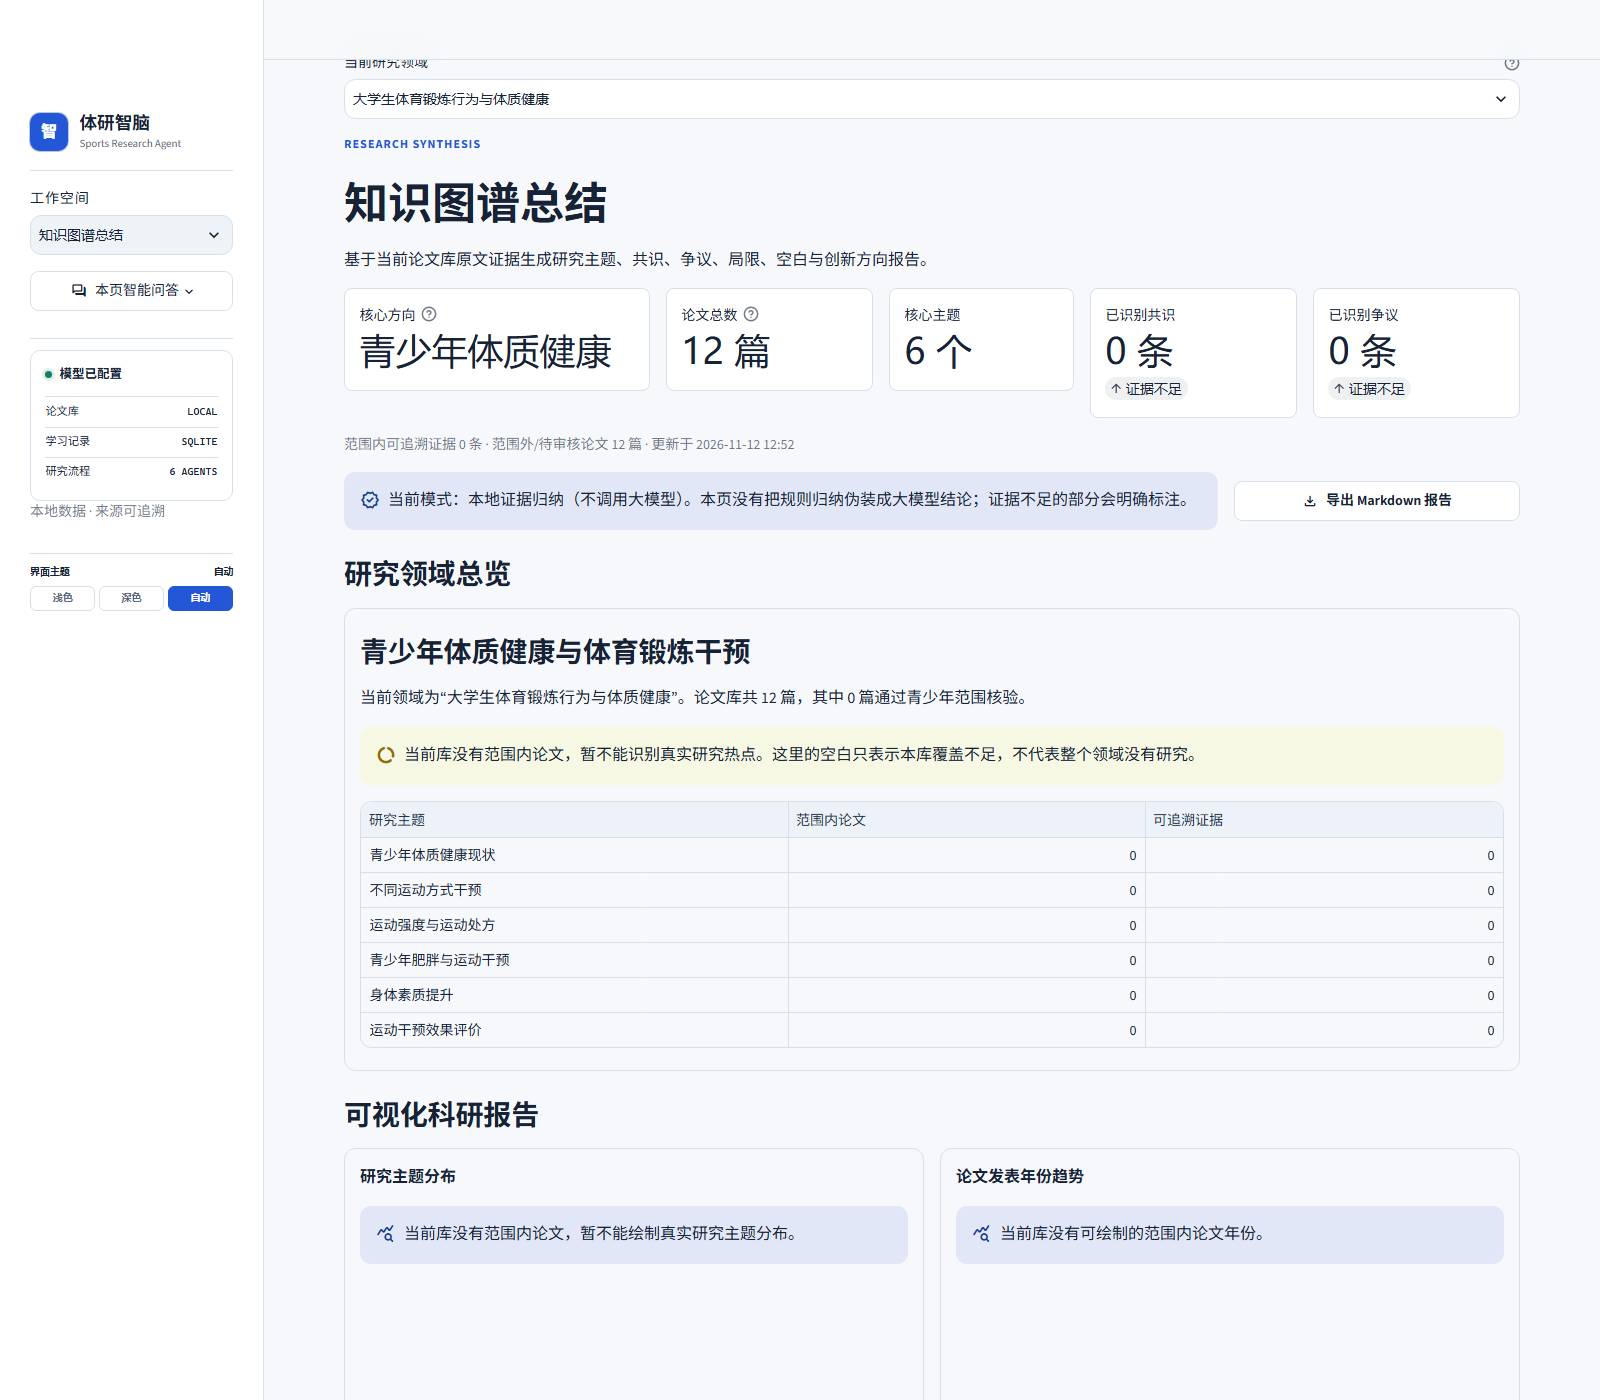 智
体研智脑
Sports Research Agent
工作空间
知识图谱总结
本页智能问答
模型已配置
论文库 LOCAL
学习记录 SQLITE
研究流程 6 AGENTS
本地数据 · 来源可追溯
界面主题 自动
浅色 深色 自动
当前研究领域
大学生体育锻炼行为与体质健康
RESEARCH SYNTHESIS
知识图谱总结
基于当前论文库原文证据生成研究主题、共识、争议、局限、空白与创新方向报告。
核心方向
青少年体质健康
论文总数
12 篇
核心主题
6 个
已识别共识
0 条
↑ 证据不足
已识别争议
0 条
↑ 证据不足
范围内可追溯证据 0 条 · 范围外/待审核论文 12 篇 · 更新于 2026-11-12 12:52
当前模式：本地证据归纳（不调用大模型）。本页没有把规则归纳伪装成大模型结论；证据不足的部分会明确标注。
导出 Markdown 报告
研究领域总览
青少年体质健康与体育锻炼干预
当前领域为“大学生体育锻炼行为与体质健康”。论文库共 12 篇，其中 0 篇通过青少年范围核验。
当前库没有范围内论文，暂不能识别真实研究热点。这里的空白只表示本库覆盖不足，不代表整个领域没有研究。
研究主题 范围内论文 可追溯证据
青少年体质健康现状 0 0
不同运动方式干预 0 0
运动强度与运动处方 0 0
青少年肥胖与运动干预 0 0
身体素质提升 0 0
运动干预效果评价 0 0
可视化科研报告
研究主题分布
当前库没有范围内论文，暂不能绘制真实研究主题分布。
论文发表年份趋势
当前库没有可绘制的范围内论文年份。